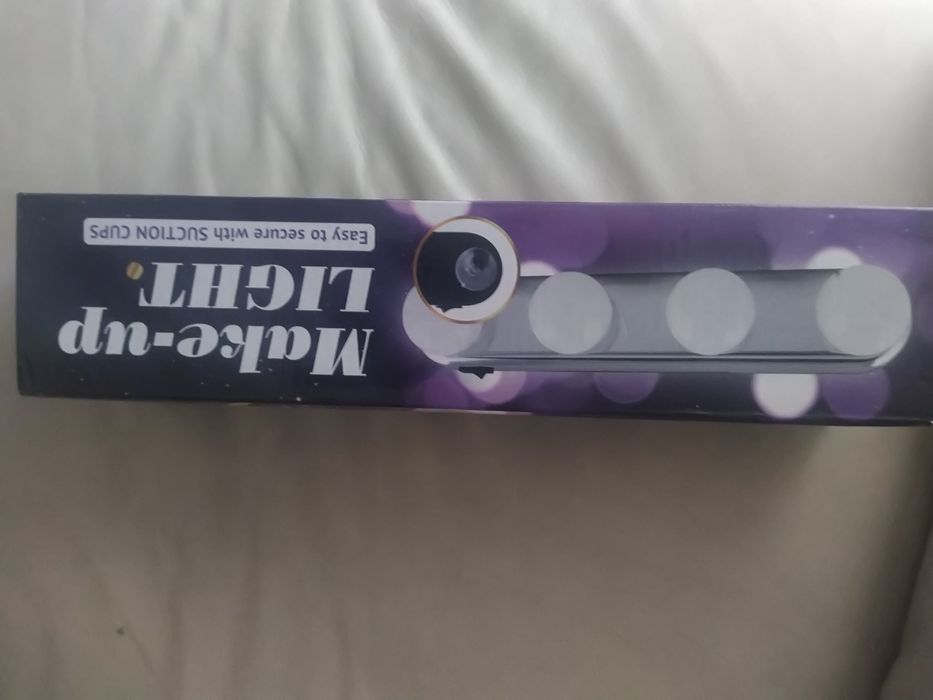 Make-up
LIGHT.
Easy to secure with SUCTION CUPS